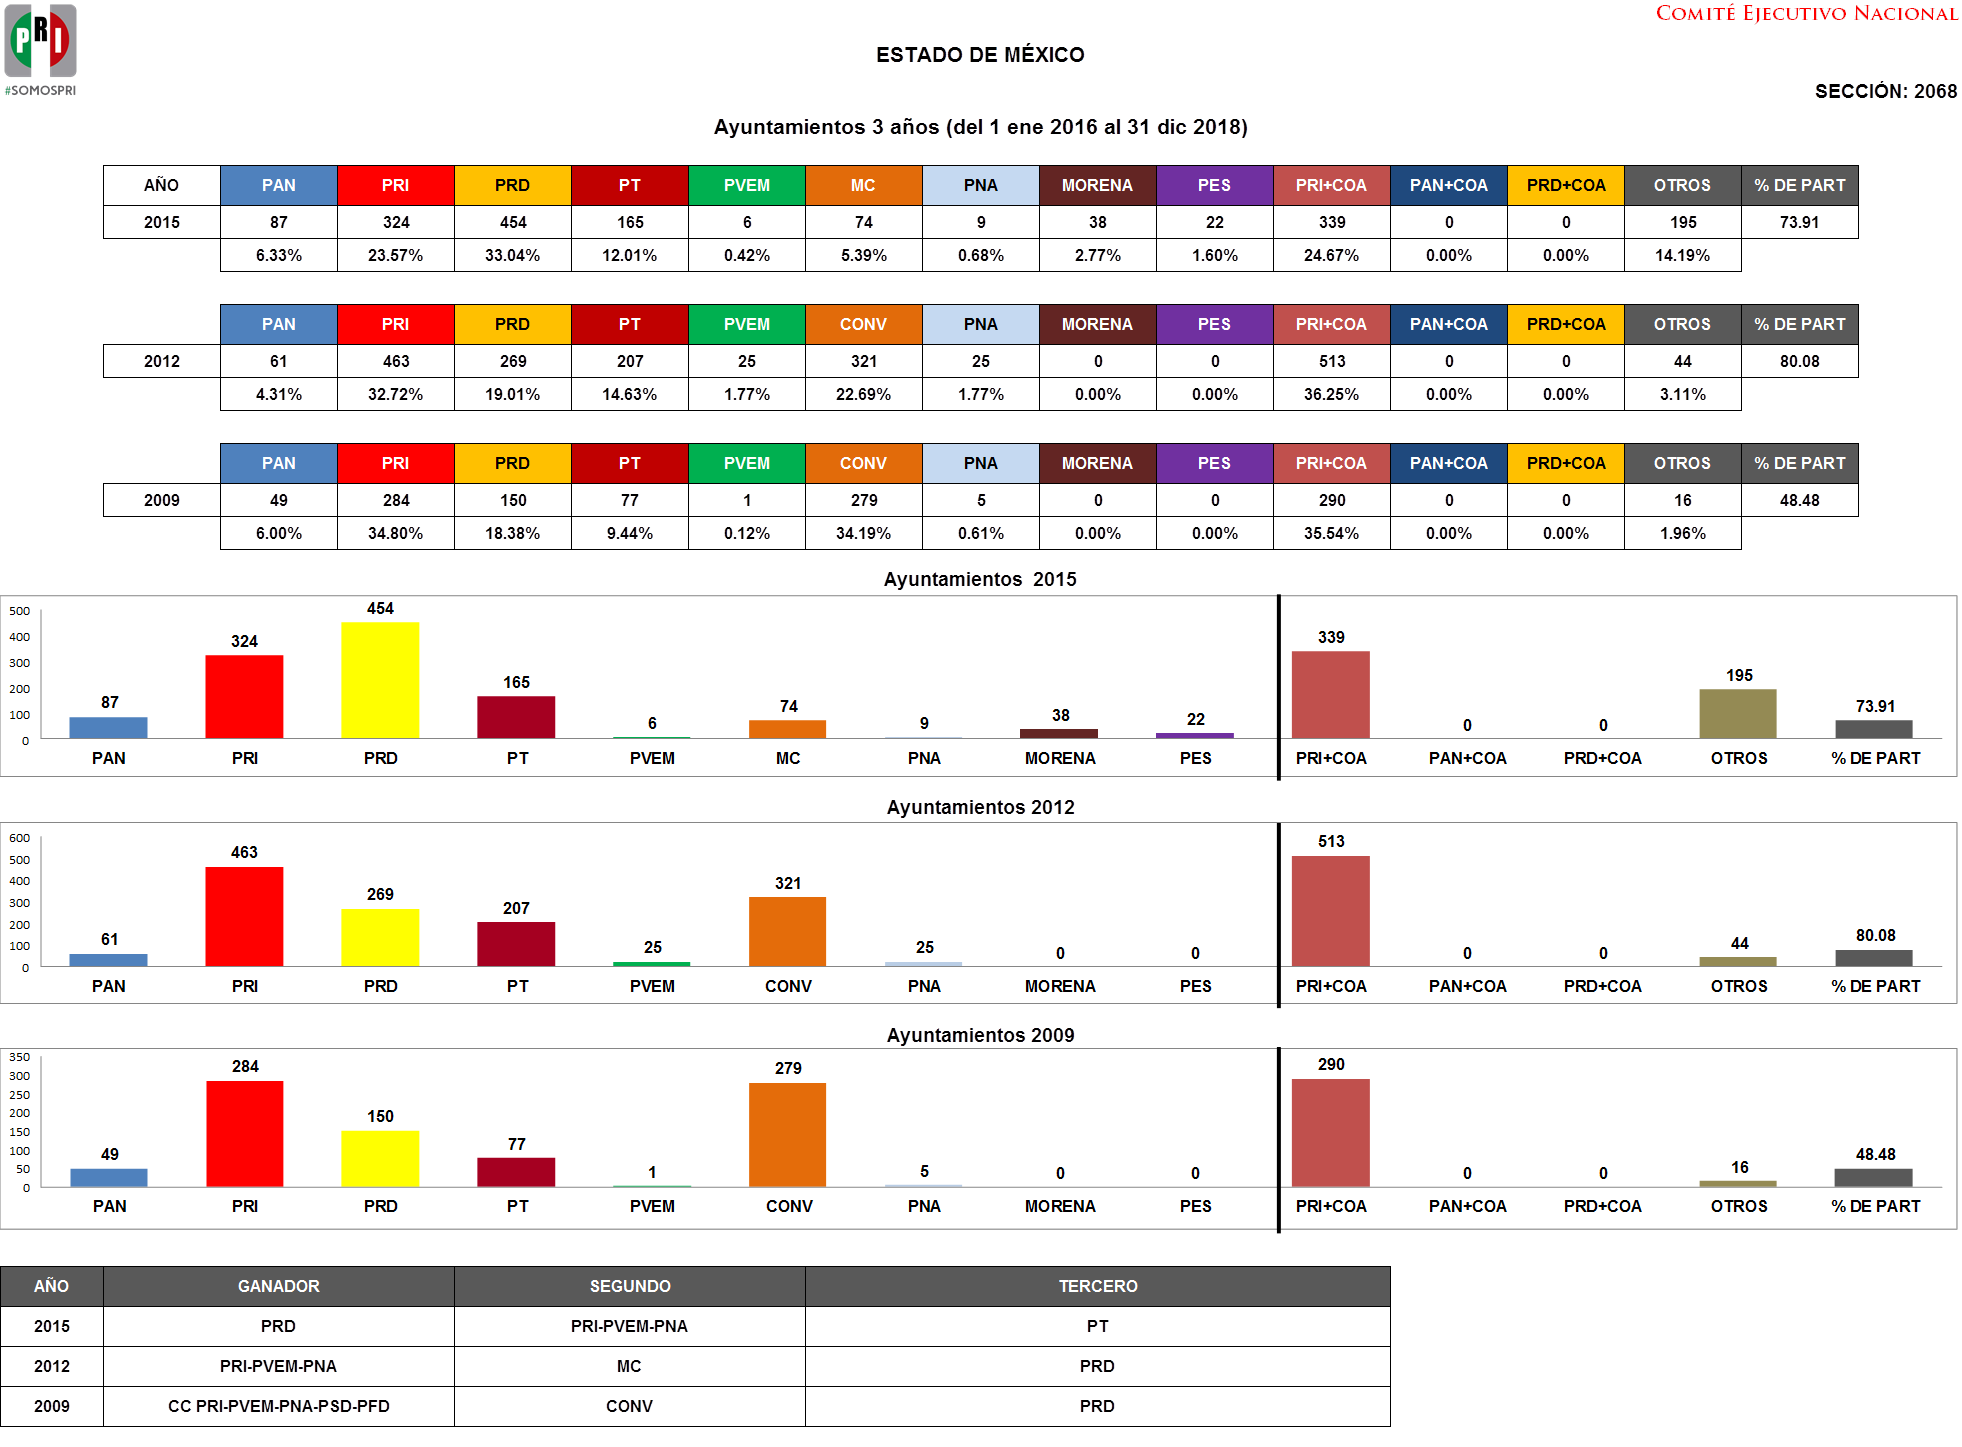 PRI
#SOMOSPRI
COMITÉ EJECUTIVO NACIONAL
ESTADO DE MÉXICO
SECCIÓN: 2068
Ayuntamientos 3 años (del 1 ene 2016 al 31 dic 2018)
AÑO PAN PRI PRD PT PVEM MC PNA MORENA PES PRI+COA PAN+COA PRD+COA OTROS % DE PART
2015 87 324 454 165 6 74 9 38 22 339 0 0 195 73.91
6.33% 23.57% 33.04% 12.01% 0.42% 5.39% 0.68% 2.77% 1.60% 24.67% 0.00% 0.00% 14.19%
PAN PRI PRD PT PVEM CONV PNA MORENA PES PRI+COA PAN+COA PRD+COA OTROS % DE PART
2012 61 463 269 207 25 321 25 0 0 513 0 0 44 80.08
4.31% 32.72% 19.01% 14.63% 1.77% 22.69% 1.77% 0.00% 0.00% 36.25% 0.00% 0.00% 3.11%
PAN PRI PRD PT PVEM CONV PNA MORENA PES PRI+COA PAN+COA PRD+COA OTROS % DE PART
2009 49 284 150 77 1 279 5 0 0 290 0 0 16 48.48
6.00% 34.80% 18.38% 9.44% 0.12% 34.19% 0.61% 0.00% 0.00% 35.54% 0.00% 0.00% 1.96%
Ayuntamientos 2015
500
400
300
200
100
0
87 324 454 165 6 74 9 38 22 339 0 0 195 73.91
PAN PRI PRD PT PVEM MC PNA MORENA PES PRI+COA PAN+COA PRD+COA OTROS % DE PART
Ayuntamientos 2012
600
500
400
300
200
100
0
61 463 269 207 25 321 25 0 0 513 0 0 44 80.08
PAN PRI PRD PT PVEM CONV PNA MORENA PES PRI+COA PAN+COA PRD+COA OTROS % DE PART
Ayuntamientos 2009
350
300
250
200
150
100
50
0
49 284 150 77 1 279 5 0 0 290 0 0 16 48.48
PAN PRI PRD PT PVEM CONV PNA MORENA PES PRI+COA PAN+COA PRD+COA OTROS % DE PART
AÑO GANADOR SEGUNDO TERCERO
2015 PRD PRI-PVEM-PNA PT
2012 PRI-PVEM-PNA MC PRD
2009 CC PRI-PVEM-PNA-PSD-PFD CONV PRD